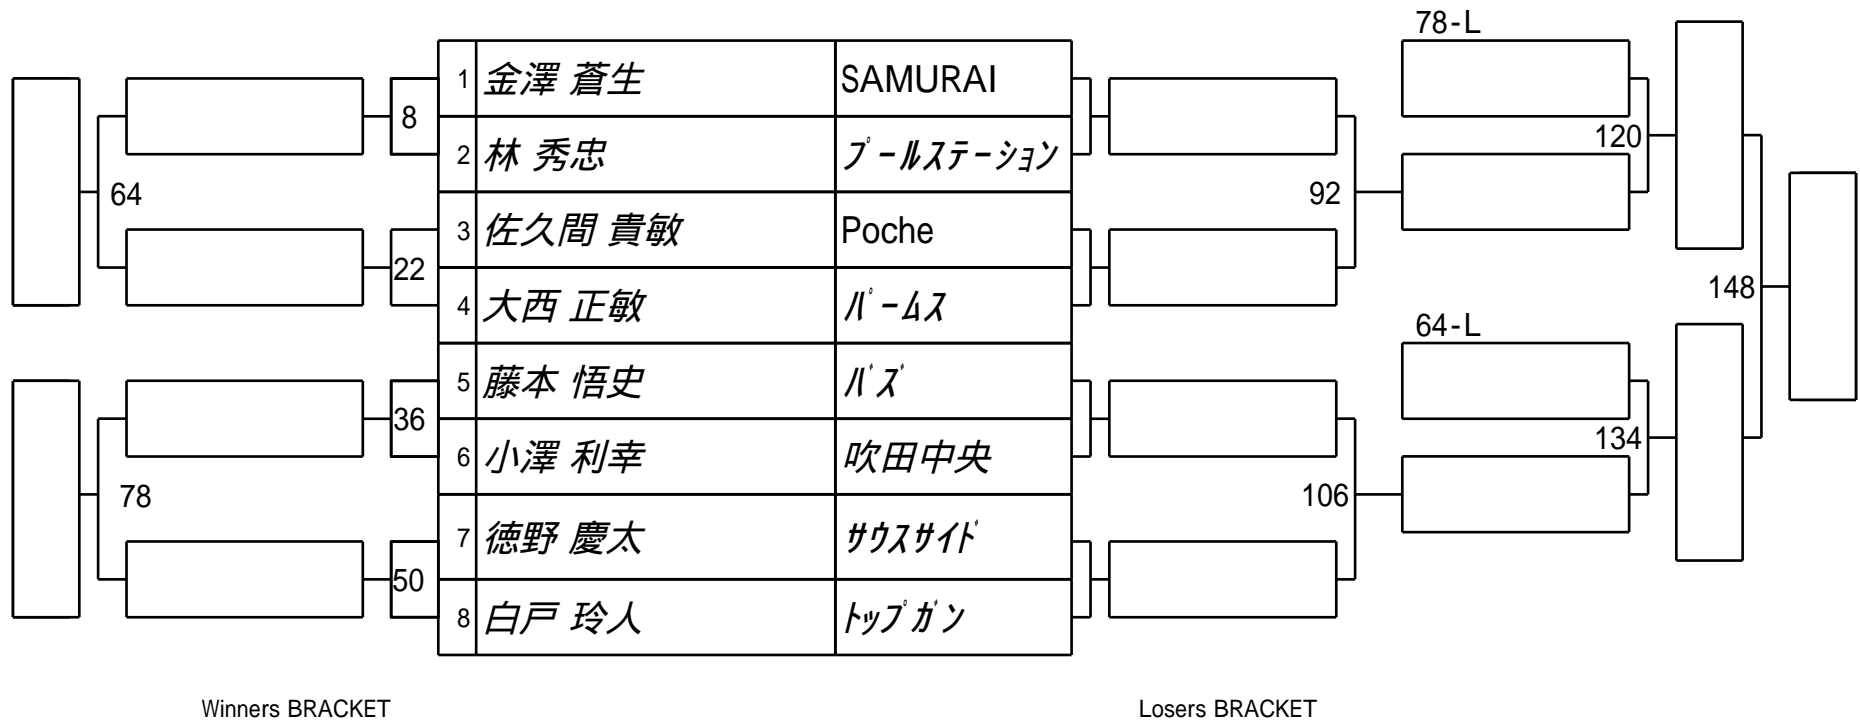 78-L
1 金澤 蒼生 SAMURAI
8
120
2 林 秀忠 プールステーション
64
92
3 佐久間 貴敏 Poche
22
148
4 大西 正敏 パームス
64-L
5 藤本 悟史 バズ
36
134
6 小澤 利幸 吹田中央
78
106
7 徳野 慶太 サウスサイド
50
8 白戸 玲人 トップガン
Winners BRACKET
Losers BRACKET